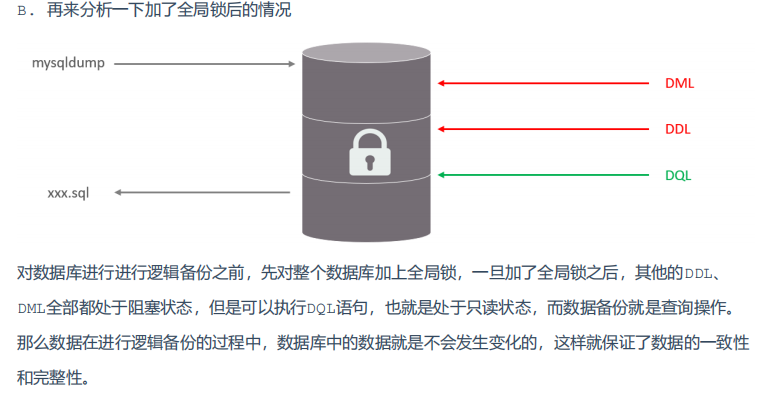 B. 再来分析一下加了全局锁后的情况
mysqldump
DML
DDL
DQL
xxx.sql
对数据库进行进行逻辑备份之前，先对整个数据库加上全局锁，一旦加了全局锁之后，其他的DDL、
DML全部都处于阻塞状态，但是可以执行DQL语句，也就是处于只读状态，而数据备份就是查询操作。
那么数据在进行逻辑备份的过程中，数据库中的数据就是不会发生变化的，这样就保证了数据的一致性
和完整性。